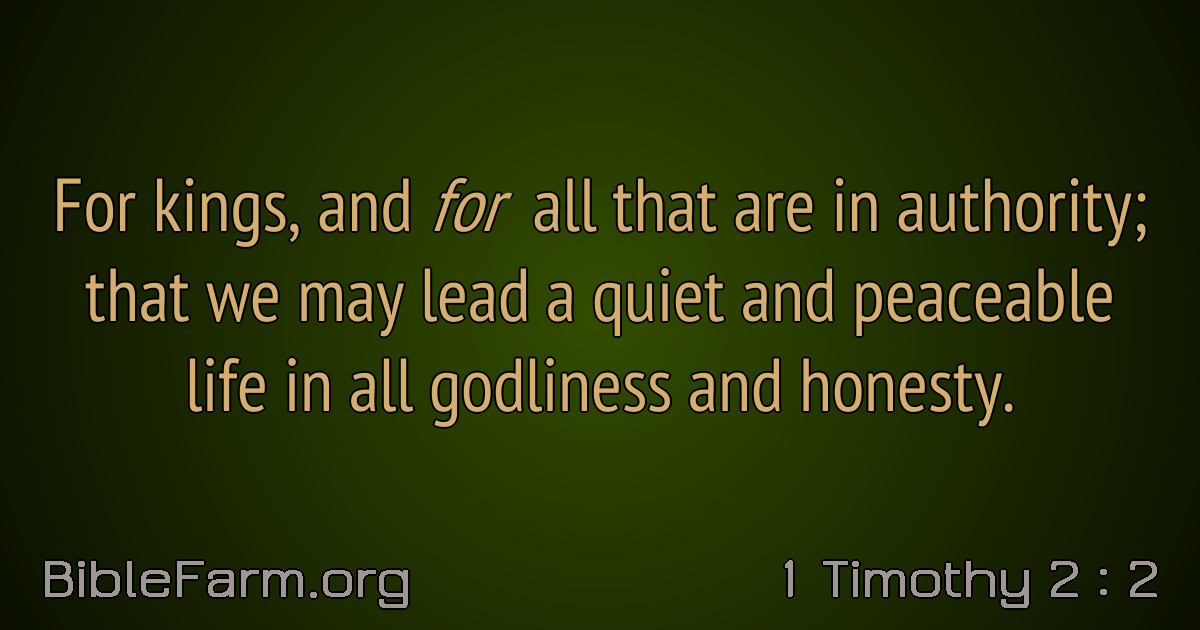 For kings, and for all that are in authority;
that we may lead a quiet and peaceable
life in all godliness and honesty.
BibleFarm.org
1 Timothy 2 : 2